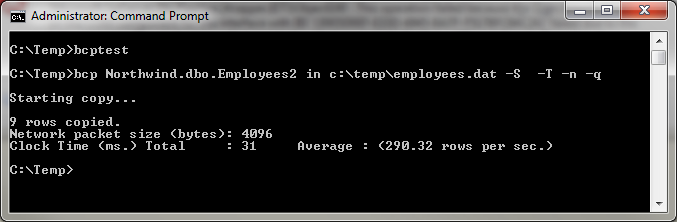 Administrator: Command Prompt
C:\Temp>bcptest
C:\Temp>bcp Northwind.dbo.Employees2 in c:\temp\employees.dat -S  -T -n -q
Starting copy...
9 rows copied.
Network packet size (bytes): 4096
Clock Time (ms.) Total     : 31     Average : (290.32 rows per sec.)
C:\Temp>